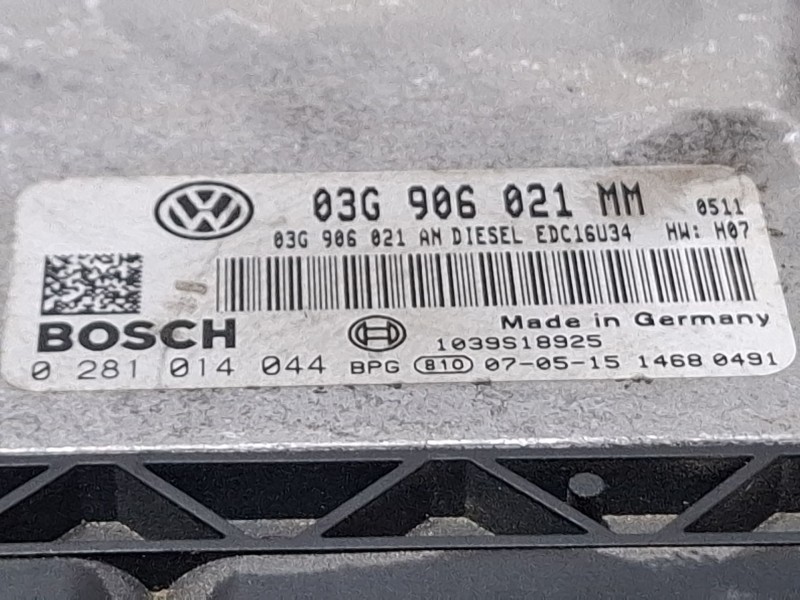 03G 906 021 MM 0511
03G 906 021 AN DIESEL EDC16U34 HW: H07
Made in Germany
BOSCH 1039S18925
0 281 014 044 BPG 810 07-05-15 1468 0491